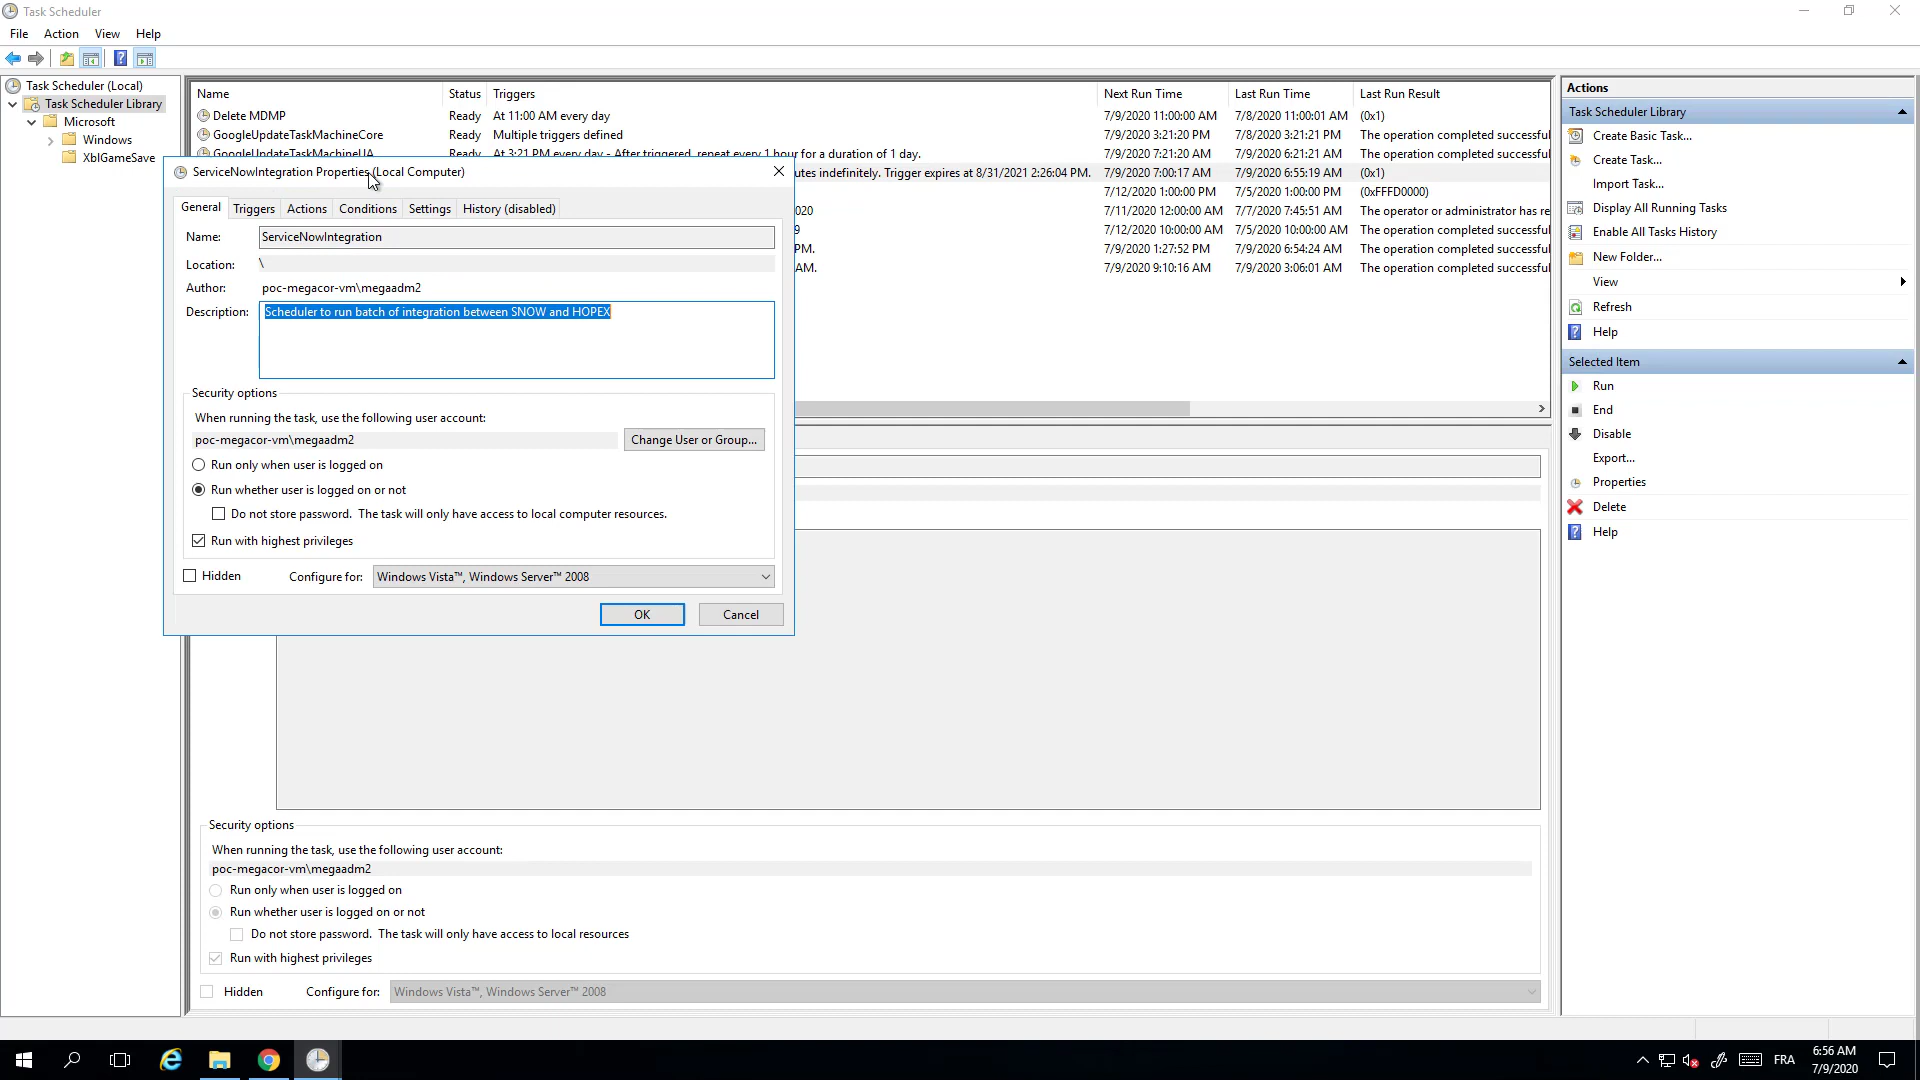 Task Scheduler
File Action View Help
Task Scheduler (Local)
Task Scheduler Library
Microsoft
Windows
XblGameSave
Name Status Triggers Next Run Time Last Run Time Last Run Result
Delete MDMP Ready At 11:00 AM every day 7/9/2020 11:00:00 AM 7/8/2020 11:00:01 AM (0x1)
GoogleUpdateTaskMachineCore Ready Multiple triggers defined 7/9/2020 3:21:20 PM 7/8/2020 3:21:21 PM The operation completed successful
GoogleUpdateTaskMachineUA Ready At 3:21 PM every day - After triggered, repeat every 1 hour for a duration of 1 day. 7/9/2020 7:21:20 AM 7/9/2020 6:21:21 AM The operation completed successful
utes indefinitely. Trigger expires at 8/31/2021 2:26:04 PM. 7/9/2020 7:00:17 AM 7/9/2020 6:55:19 AM (0x1)
7/12/2020 1:00:00 PM 7/5/2020 1:00:00 PM (0xFFFD0000)
020 7/11/2020 12:00:00 AM 7/7/2020 7:45:51 AM The operator or administrator has re
9 7/12/2020 10:00:00 AM 7/5/2020 10:00:00 AM The operation completed successful
PM. 7/9/2020 1:27:52 PM 7/9/2020 6:54:24 AM The operation completed successful
AM. 7/9/2020 9:10:16 AM 7/9/2020 3:06:01 AM The operation completed successful
ServiceNowIntegration Properties (Local Computer)
General Triggers Actions Conditions Settings History (disabled)
Name: ServiceNowIntegration
Location: \
Author: poc-megacor-vm\megaadm2
Description: Scheduler to run batch of integration between SNOW and HOPEX
Security options
When running the task, use the following user account:
poc-megacor-vm\megaadm2 Change User or Group...
Run only when user is logged on
Run whether user is logged on or not
Do not store password. The task will only have access to local computer resources.
Run with highest privileges
Hidden Configure for: Windows Vista™, Windows Server™ 2008
OK Cancel
Security options
When running the task, use the following user account:
poc-megacor-vm\megaadm2
Run only when user is logged on
Run whether user is logged on or not
Do not store password. The task will only have access to local resources
Run with highest privileges
Hidden Configure for: Windows Vista™, Windows Server™ 2008
Actions
Task Scheduler Library
Create Basic Task...
Create Task...
Import Task...
Display All Running Tasks
Enable All Tasks History
New Folder...
View
Refresh
Help
Selected Item
Run
End
Disable
Export...
Properties
Delete
Help
FRA 6:56 AM
7/9/2020